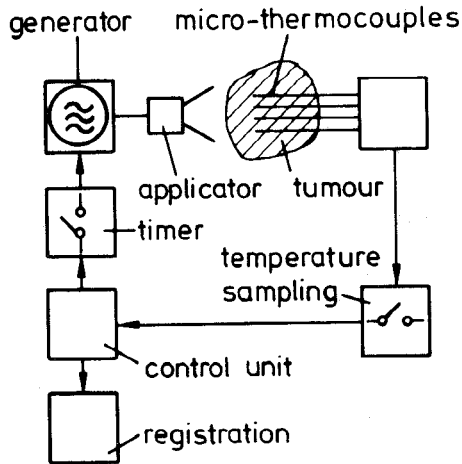 generator
micro-thermocouples
applicator
tumour
timer
temperature
sampling
control unit
registration